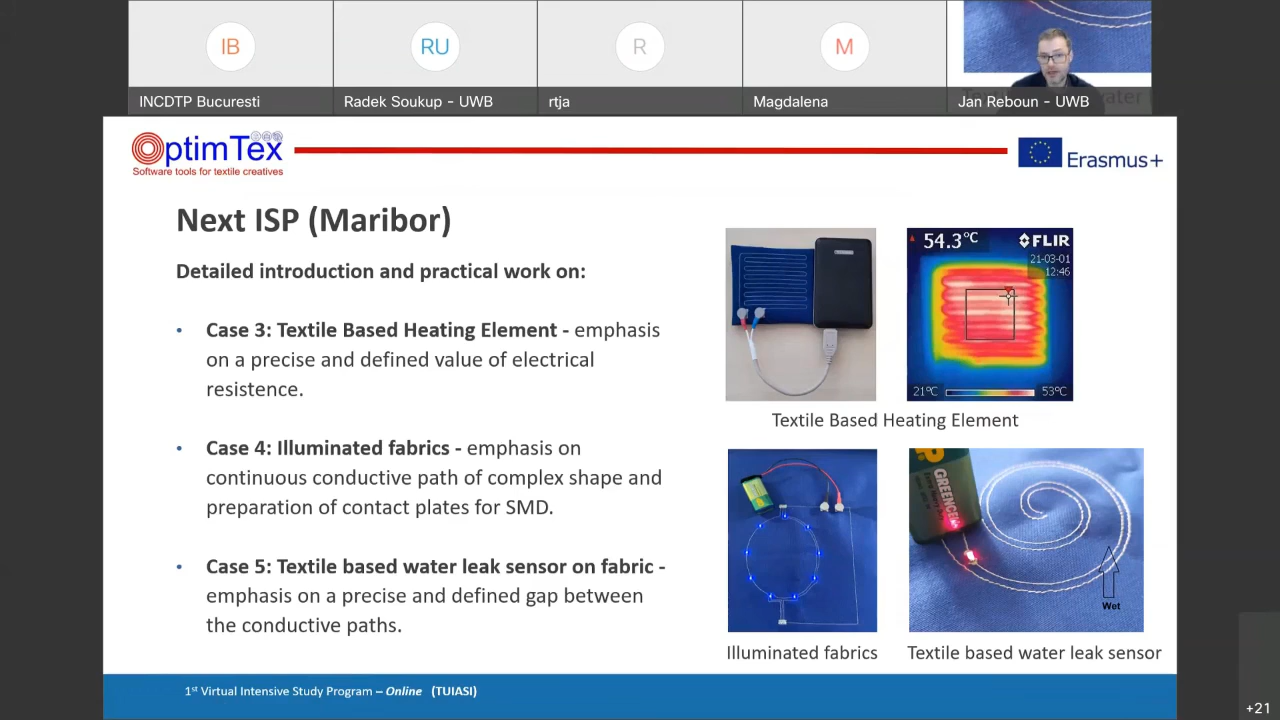 IB
RU
R
M
INCDTP Bucuresti
Radek Soukup - UWB
rtja
Magdalena
Jan Reboun - UWB
OptimTex
Software tools for textile creatives
Erasmus+
Next ISP (Maribor)
Detailed introduction and practical work on:
• Case 3: Textile Based Heating Element - emphasis
on a precise and defined value of electrical
resistence.
• Case 4: Illuminated fabrics - emphasis on
continuous conductive path of complex shape and
preparation of contact plates for SMD.
• Case 5: Textile based water leak sensor on fabric -
emphasis on a precise and defined gap between
the conductive paths.
54.3°C
FLIR
21-03-01
12:46
21°C
53°C
Textile Based Heating Element
GREENCELL
Wet
Illuminated fabrics
Textile based water leak sensor
1st Virtual Intensive Study Program – Online (TUIASI)
+21